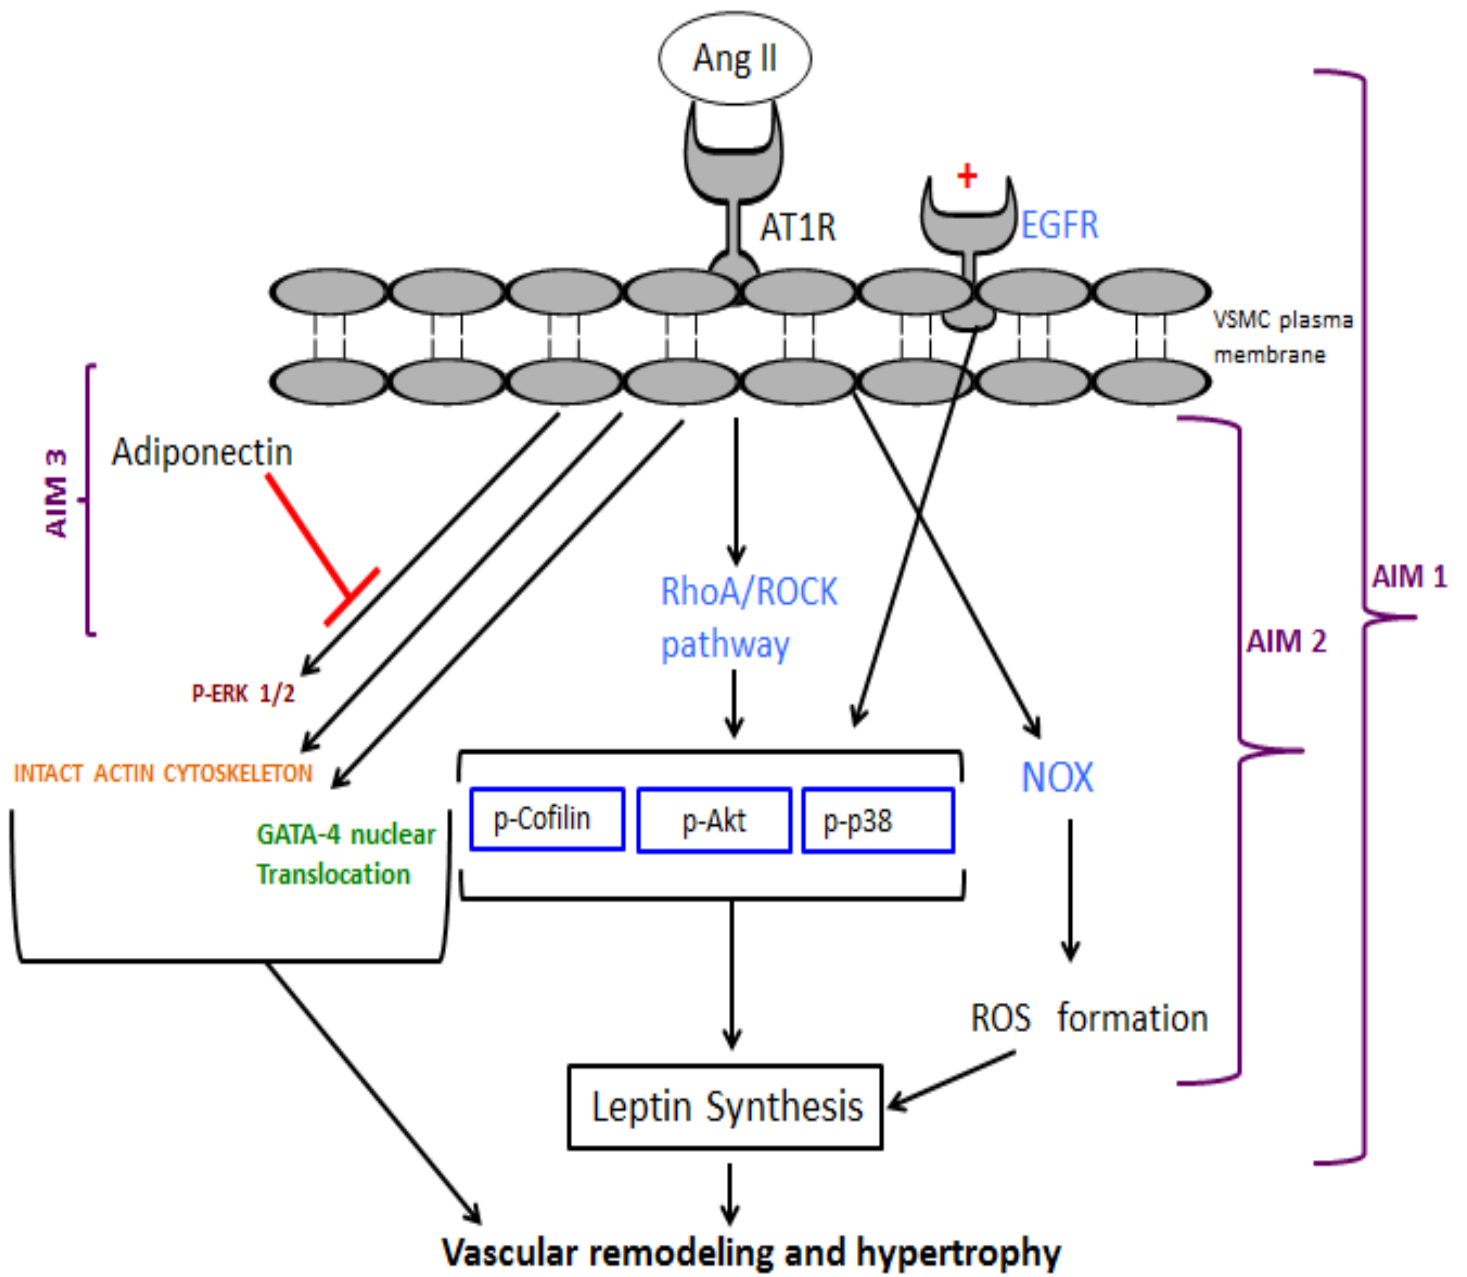 Ang II
+
AT1R
EGFR
VSMC plasma
membrane
AIM 3
Adiponectin
RhoA/ROCK
pathway
AIM 1
AIM 2
P-ERK 1/2
INTACT ACTIN CYTOSKELETON
NOX
p-Cofilin
p-Akt
p-p38
GATA-4 nuclear
Translocation
ROS formation
Leptin Synthesis
Vascular remodeling and hypertrophy